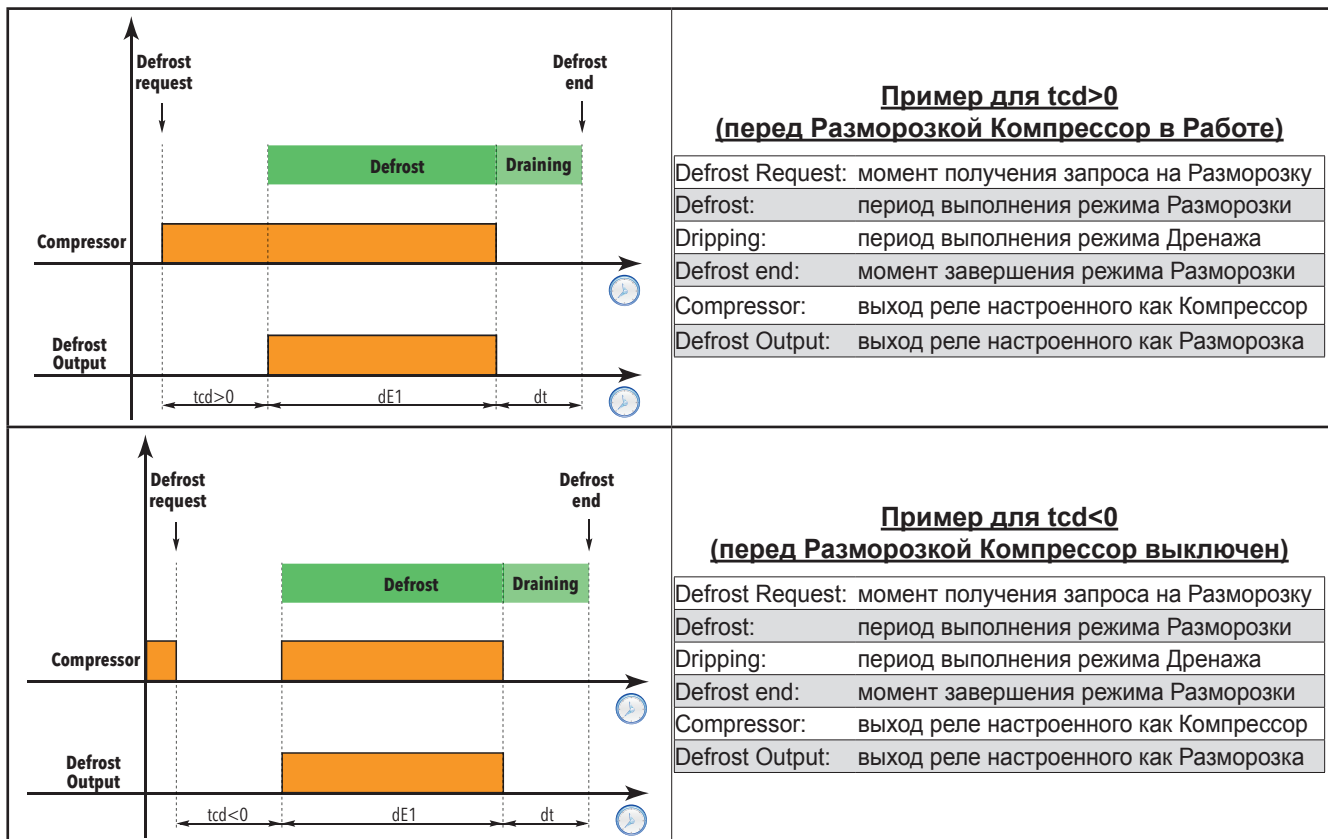 Defrost
request
Defrost
end
Defrost
Draining
Compressor
Defrost
Output
tcd>0
dE1
dt
Пример для tcd>0
(перед Разморозкой Компрессор в Работе)
Defrost Request: момент получения запроса на Разморозку
Defrost: период выполнения режима Разморозки
Dripping: период выполнения режима Дренажа
Defrost end: момент завершения режима Разморозки
Compressor: выход реле настроенного как Компрессор
Defrost Output: выход реле настроенного как Разморозка
Defrost
request
Defrost
end
Defrost
Draining
Compressor
Defrost
Output
tcd<0
dE1
dt
Пример для tcd<0
(перед Разморозкой Компрессор выключен)
Defrost Request: момент получения запроса на Разморозку
Defrost: период выполнения режима Разморозки
Dripping: период выполнения режима Дренажа
Defrost end: момент завершения режима Разморозки
Compressor: выход реле настроенного как Компрессор
Defrost Output: выход реле настроенного как Разморозка